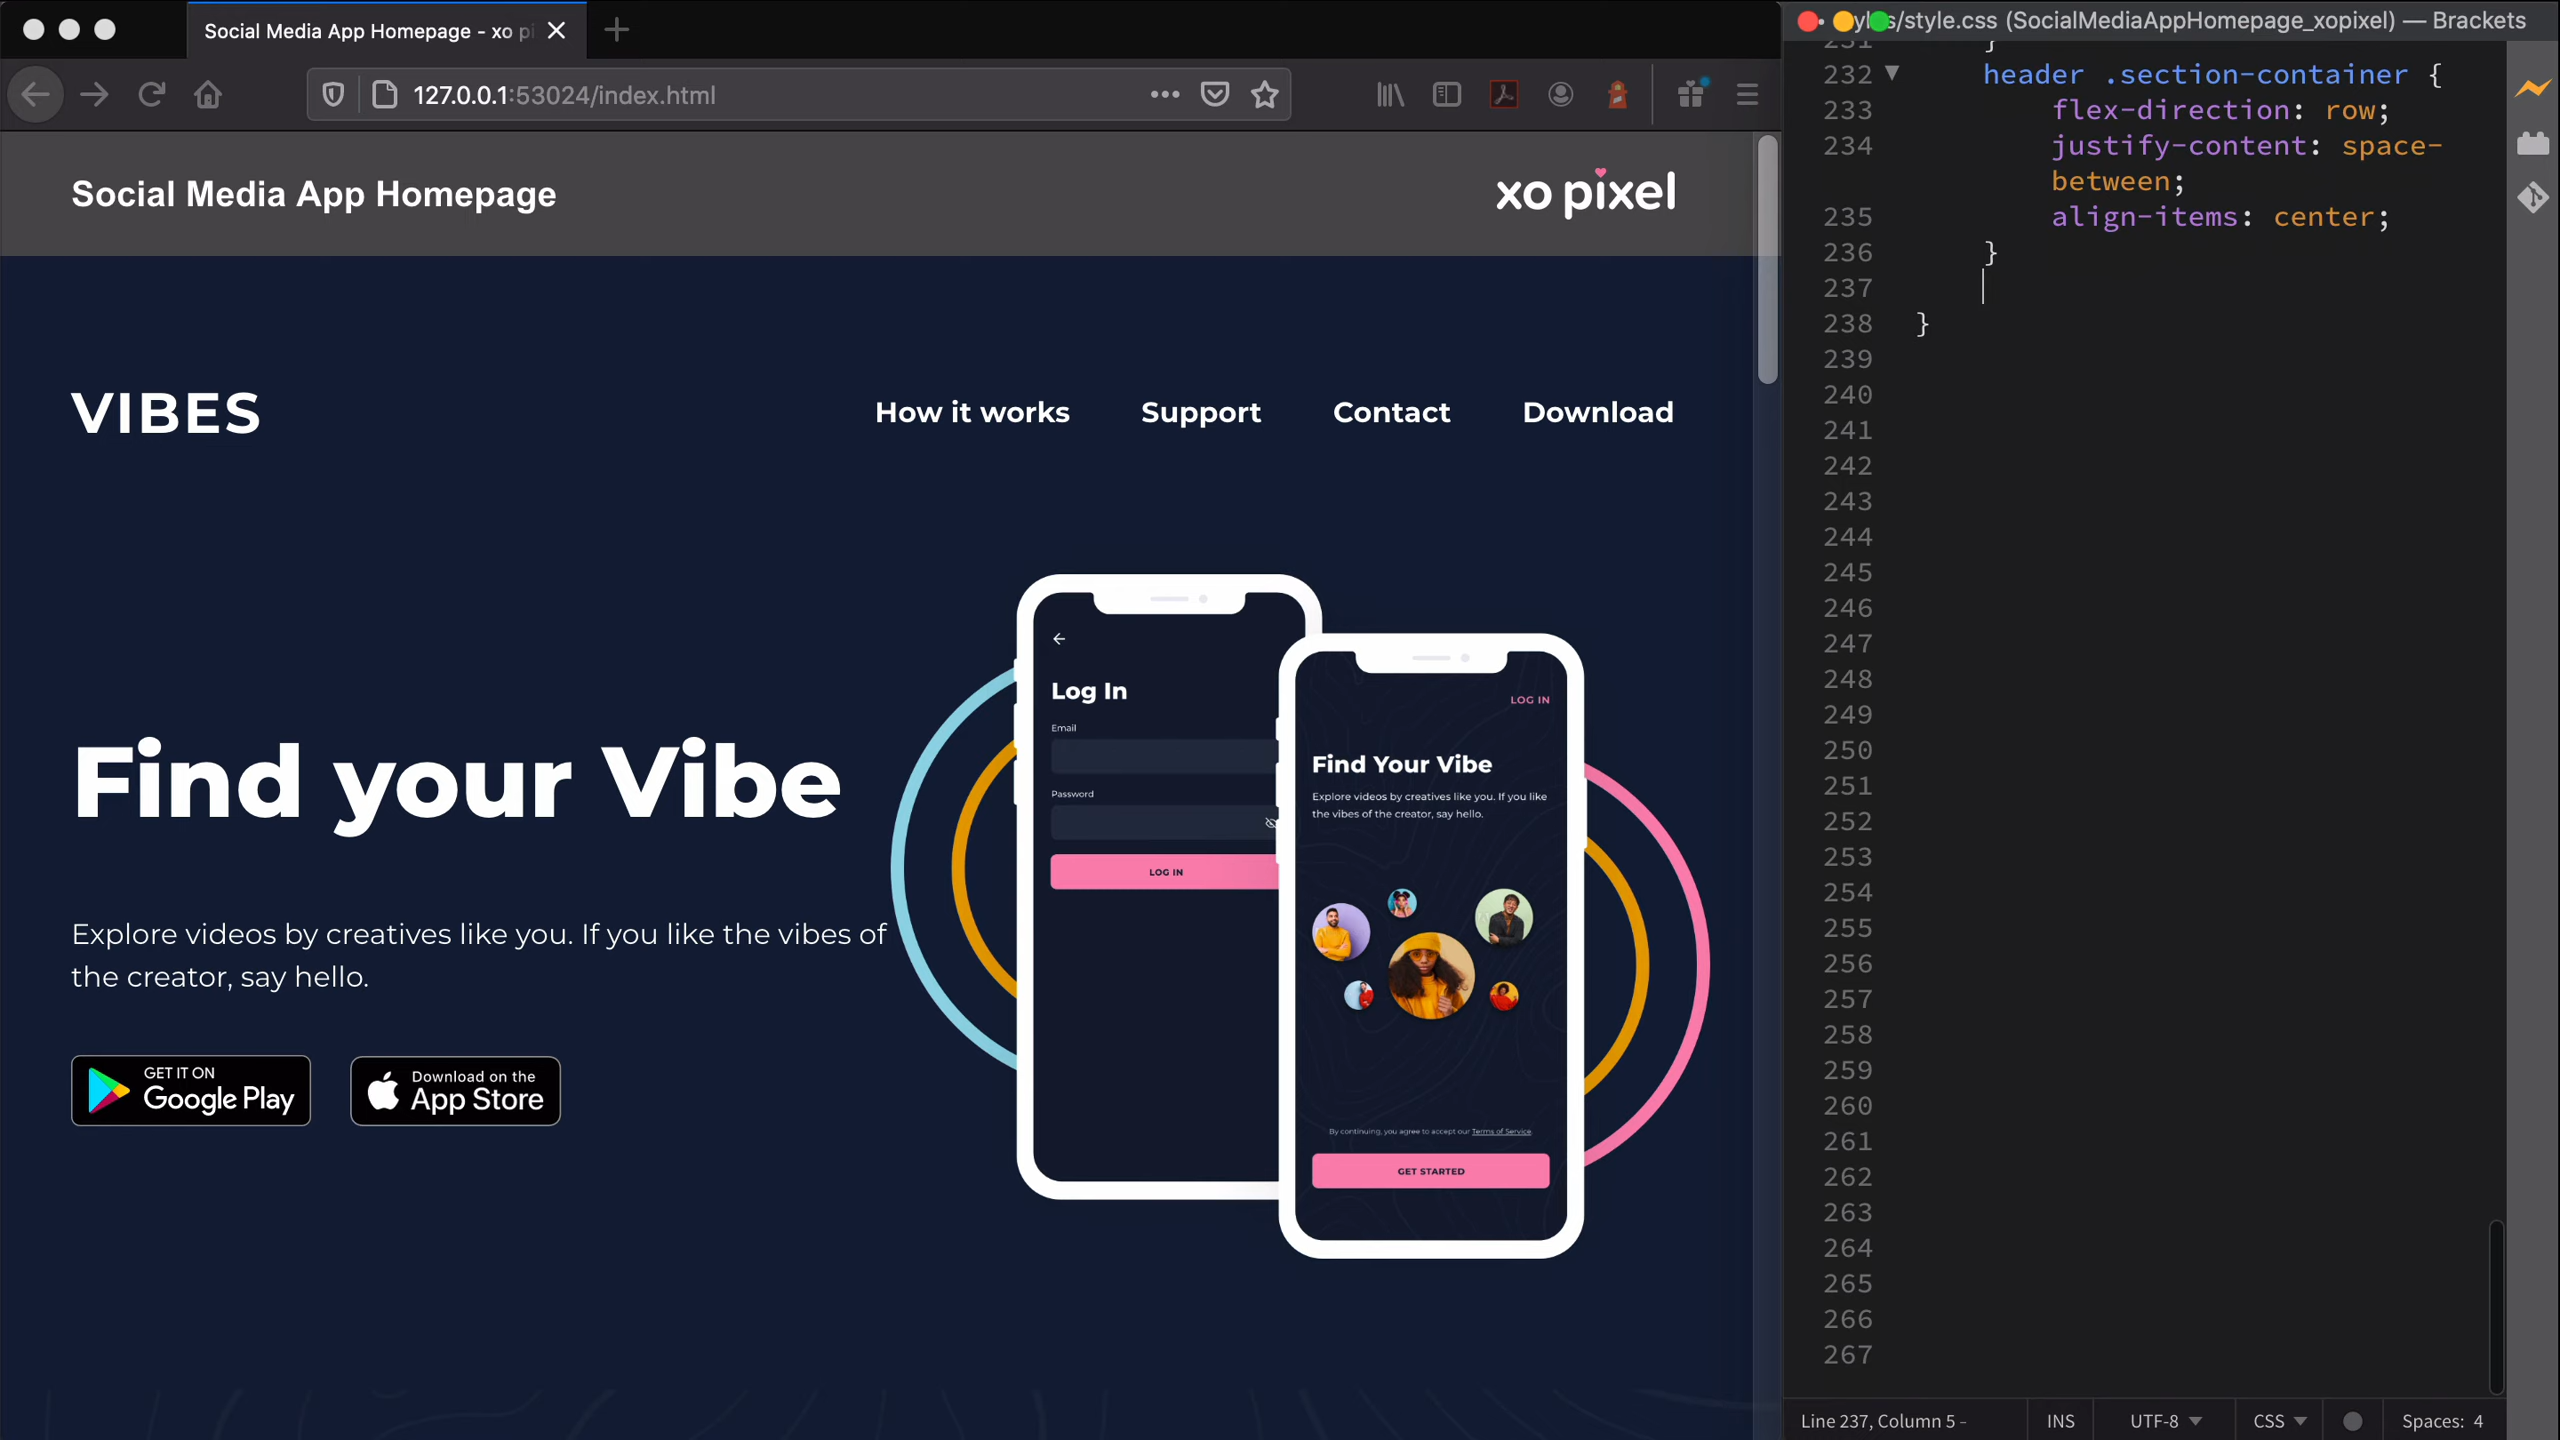 Social Media App Homepage - xo pi
127.0.0.1:53024/index.html
Social Media App Homepage
xo pixel
VIBES
How it works
Support
Contact
Download
Find your Vibe
Explore videos by creatives like you. If you like the vibes of
the creator, say hello.
GET IT ON
Google Play
Download on the
App Store
Log In
Email
Password
LOG IN
LOG IN
Find Your Vibe
Explore videos by creatives like you. If you like
the vibes of the creator, say hello.
By continuing, you agree to accept our Terms of Service.
GET STARTED
s/style.css (SocialMediaAppHomepage_xopixel) — Brackets
231 }
232 header .section-container {
233 flex-direction: row;
234 justify-content: space-
between;
235 align-items: center;
236 }
237
238 }
239
240
241
242
243
244
245
246
247
248
249
250
251
252
253
254
255
256
257
258
259
260
261
262
263
264
265
266
267
Line 237, Column 5 -
INS
UTF-8
CSS
Spaces: 4